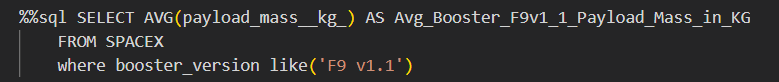 %%sql SELECT AVG(payload_mass__kg_) AS Avg_Booster_F9v1_1_Payload_Mass_in_KG
FROM SPACEX
where booster_version like('F9 v1.1')